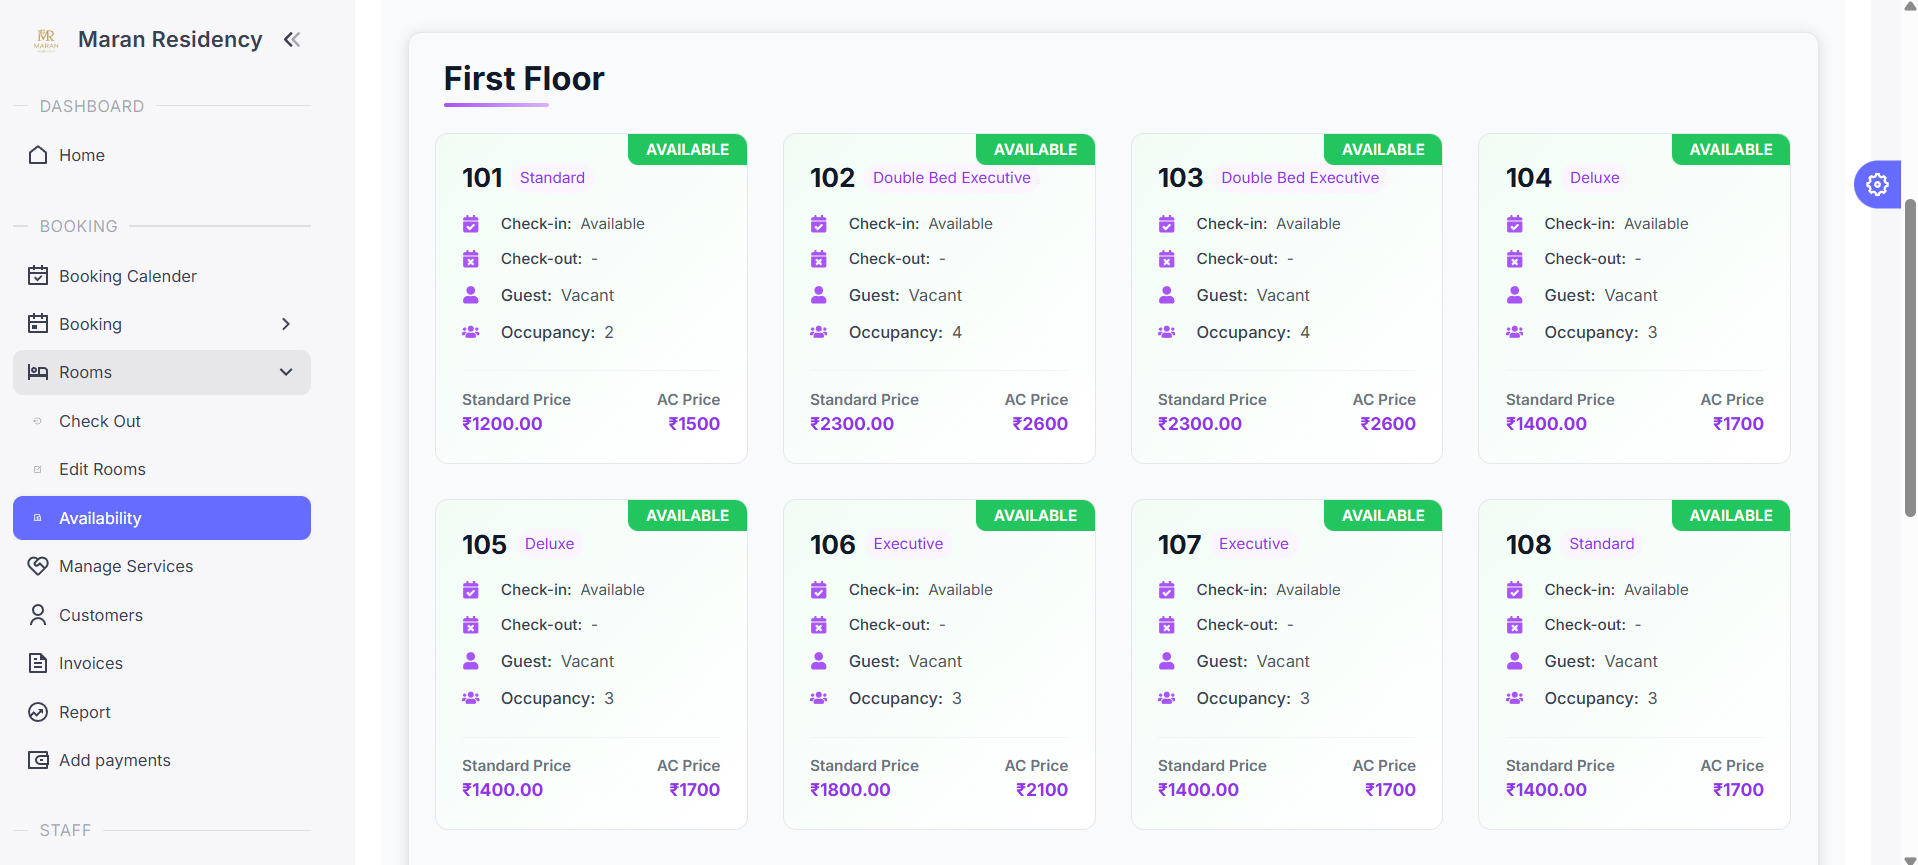 MR
MARAN
Maran Residency
DASHBOARD
Home
BOOKING
Booking Calender
Booking
Rooms
Check Out
Edit Rooms
Availability
Manage Services
Customers
Invoices
Report
Add payments
STAFF
First Floor
AVAILABLE
101 Standard
Check-in: Available
Check-out: -
Guest: Vacant
Occupancy: 2
Standard Price AC Price
₹1200.00 ₹1500
AVAILABLE
102 Double Bed Executive
Check-in: Available
Check-out: -
Guest: Vacant
Occupancy: 4
Standard Price AC Price
₹2300.00 ₹2600
AVAILABLE
103 Double Bed Executive
Check-in: Available
Check-out: -
Guest: Vacant
Occupancy: 4
Standard Price AC Price
₹2300.00 ₹2600
AVAILABLE
104 Deluxe
Check-in: Available
Check-out: -
Guest: Vacant
Occupancy: 3
Standard Price AC Price
₹1400.00 ₹1700
AVAILABLE
105 Deluxe
Check-in: Available
Check-out: -
Guest: Vacant
Occupancy: 3
Standard Price AC Price
₹1400.00 ₹1700
AVAILABLE
106 Executive
Check-in: Available
Check-out: -
Guest: Vacant
Occupancy: 3
Standard Price AC Price
₹1800.00 ₹2100
AVAILABLE
107 Executive
Check-in: Available
Check-out: -
Guest: Vacant
Occupancy: 3
Standard Price AC Price
₹1400.00 ₹1700
AVAILABLE
108 Standard
Check-in: Available
Check-out: -
Guest: Vacant
Occupancy: 3
Standard Price AC Price
₹1400.00 ₹1700